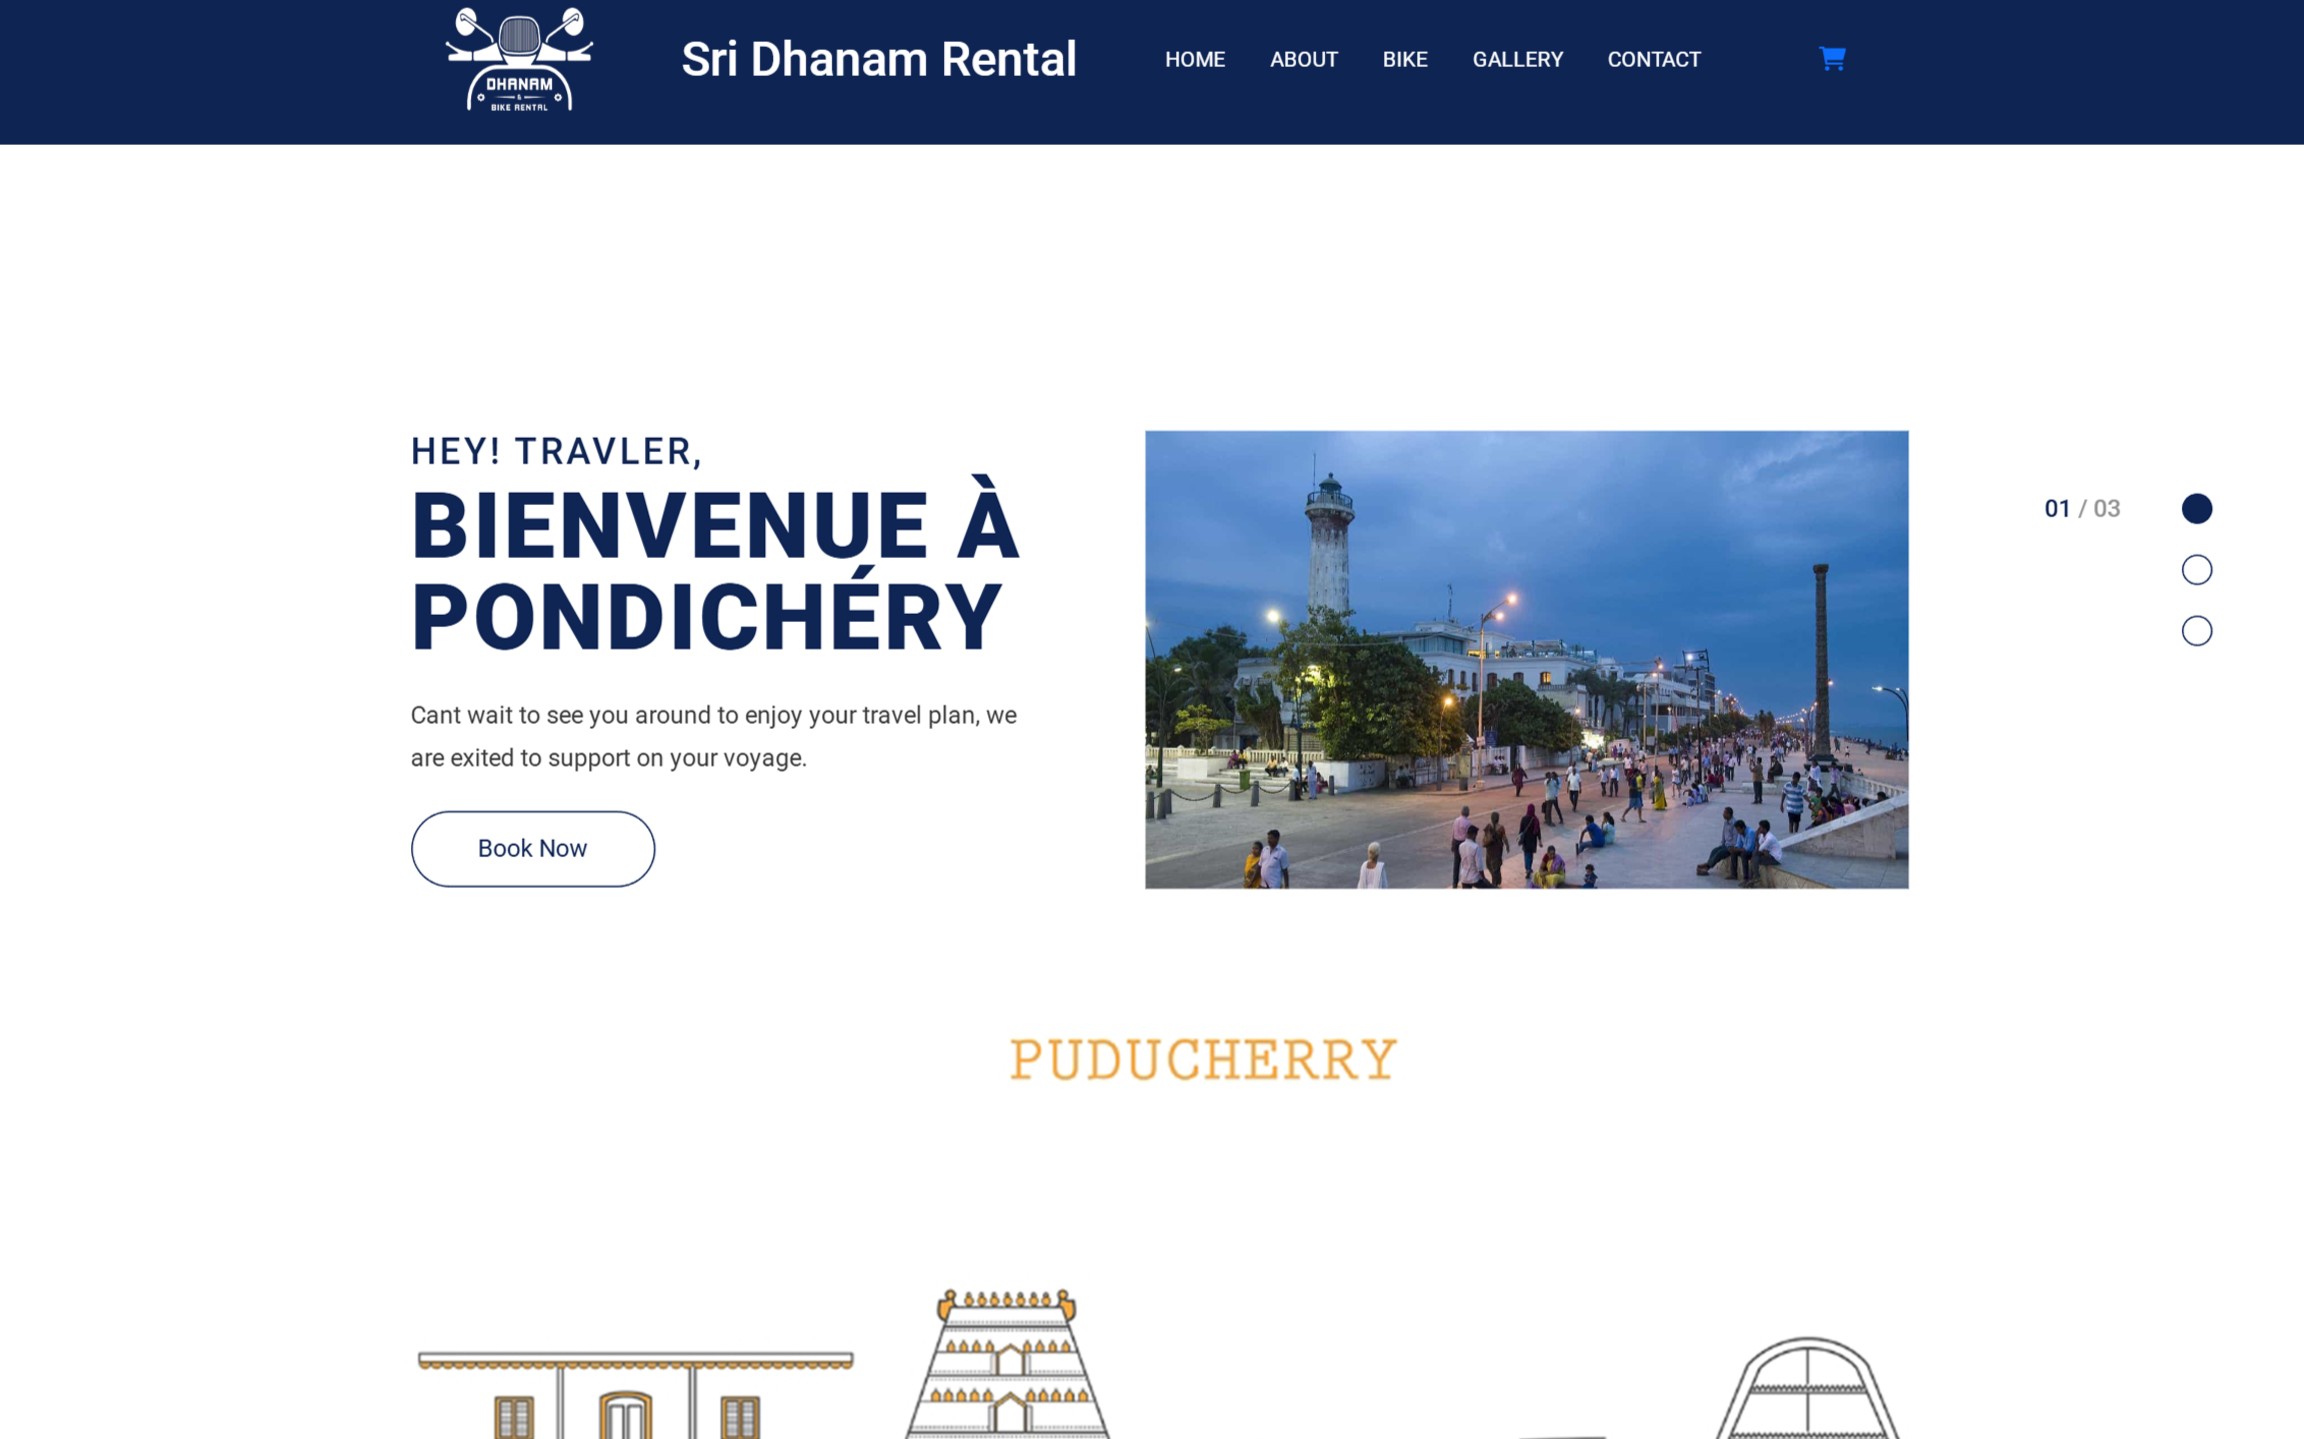 DHANAM
&
BIKE RENTAL
Sri Dhanam Rental
HOME
ABOUT
BIKE
GALLERY
CONTACT
HEY! TRAVLER,
BIENVENUE À
PONDICHÉRY
Cant wait to see you around to enjoy your travel plan, we
are exited to support on your voyage.
Book Now
01 / 03
PUDUCHERRY